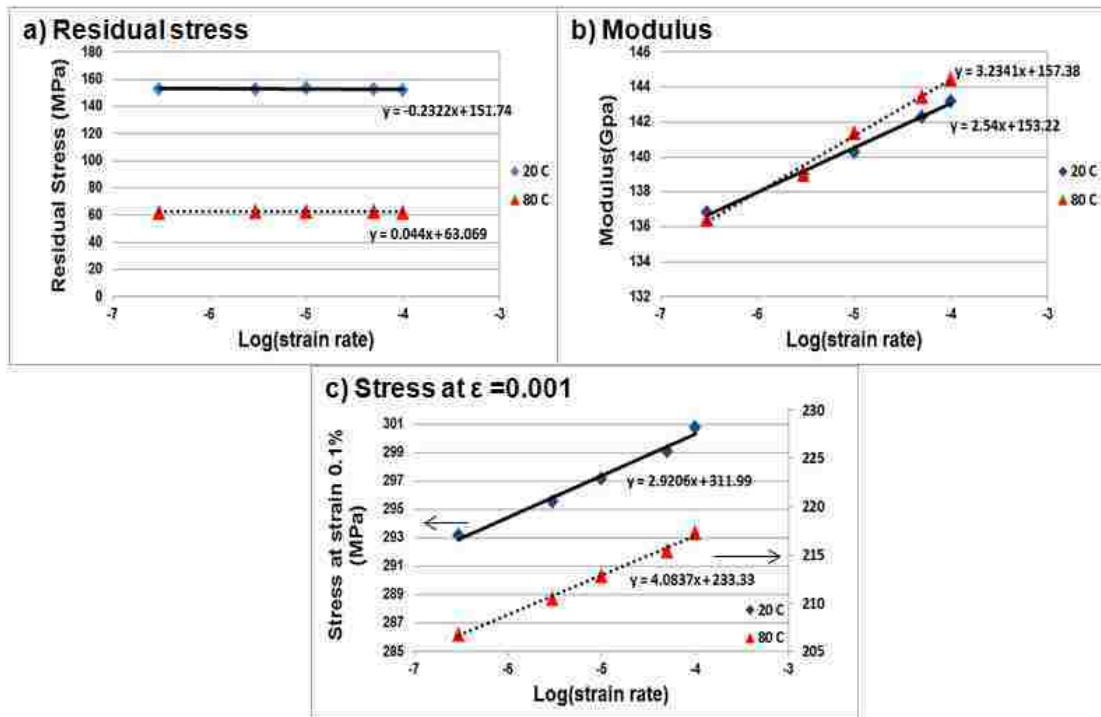 a) Residual stress
Residual Stress (MPa)
180
160
140
120
100
80
60
40
20
0
y = -0.2322x+151.74
y = 0.044x+63.069
20 C
80 C
-7
-6
-5
-4
-3
Log(strain rate)
b) Modulus
Modulus(Gpa)
146
144
142
140
138
136
134
132
y = 3.2341x+157.38
y = 2.54x+153.22
20 C
80 C
-7
-6
-5
-4
-3
Log(strain rate)
c) Stress at ε =0.001
Stress at strain 0.1%
(MPa)
301
299
297
295
293
291
289
287
285
230
225
220
215
210
205
y = 2.9206x+311.99
y = 4.0837x+233.33
20 C
80 C
-7
-6
-5
-4
-3
Log(strain rate)